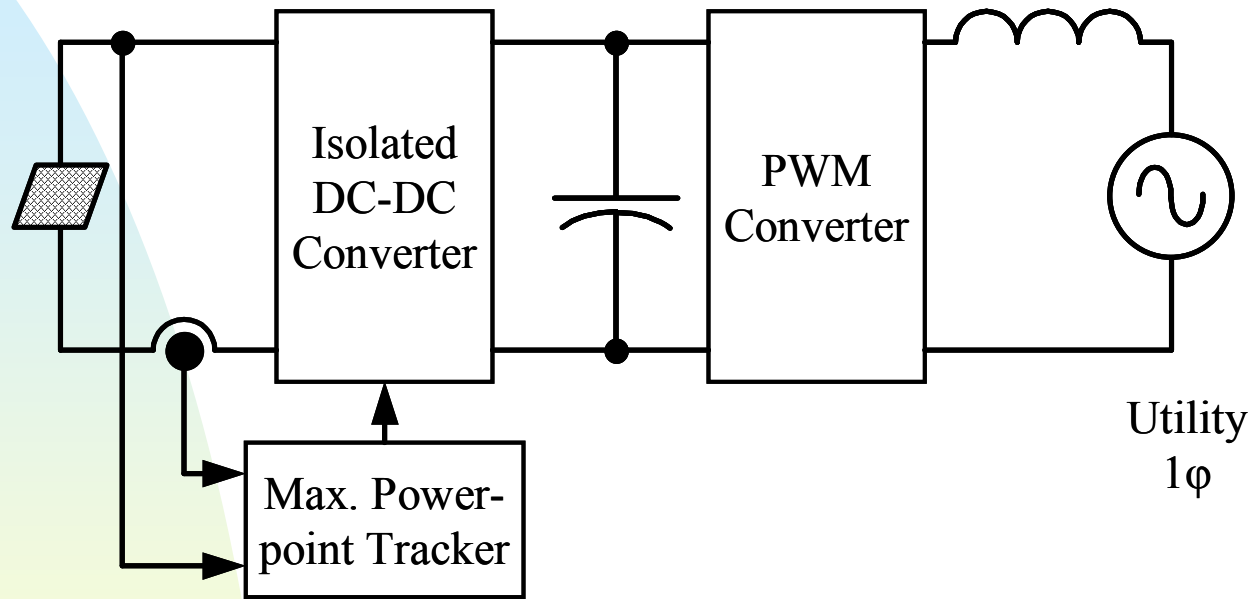 Isolated
DC-DC
Converter
PWM
Converter
Utility
1φ
Max. Power-
point Tracker